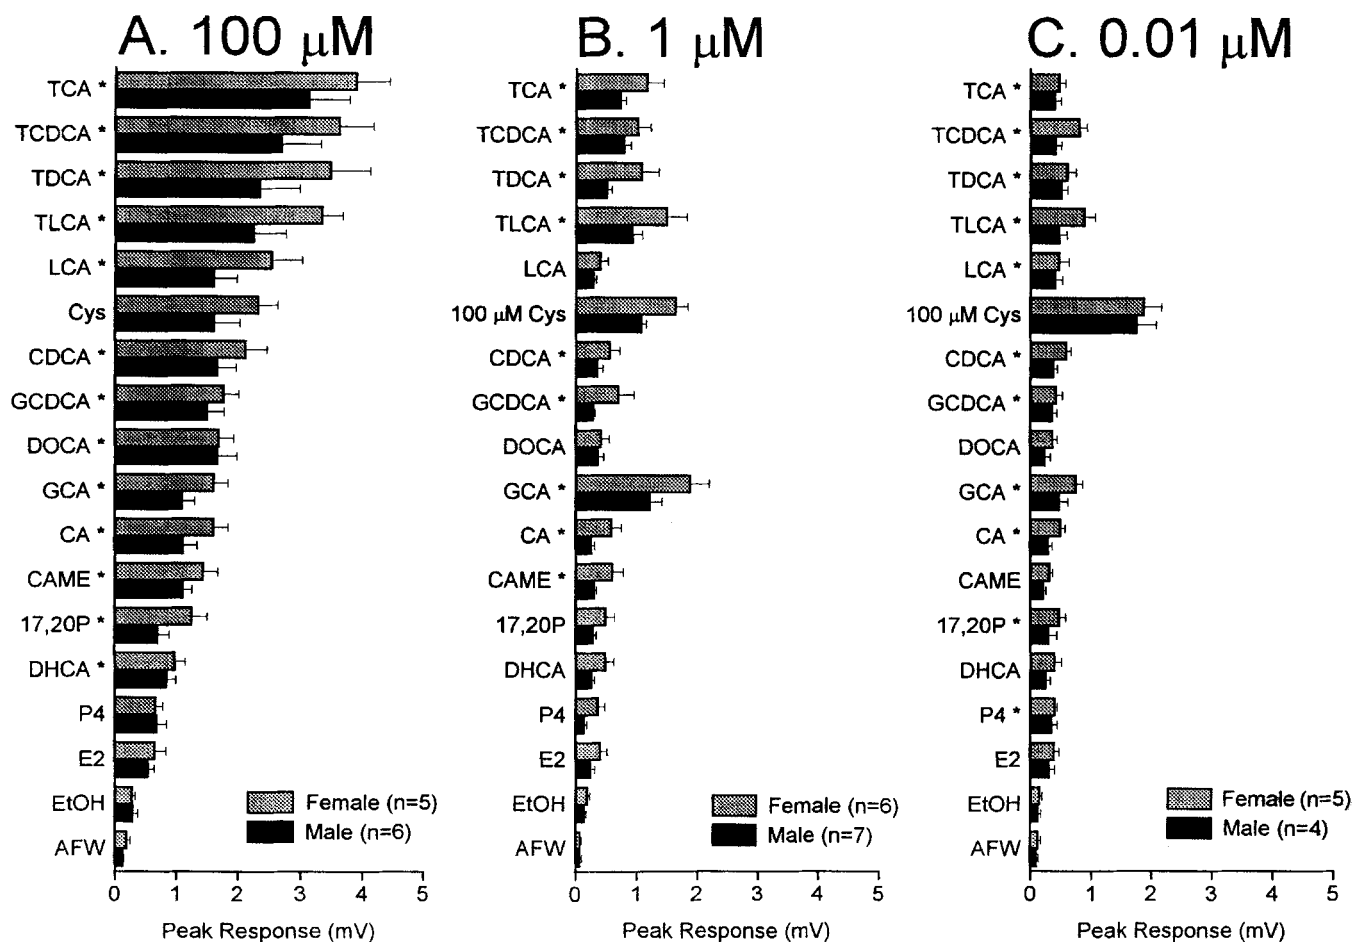 A. 100 μM
TCA *
TCDCA *
TDCA *
TLCA *
LCA *
Cys
CDCA *
GCDCA *
DOCA *
GCA *
CA *
CAME *
17,20P *
DHCA *
P4
E2
EtOH
AFW
Female (n=5)
Male (n=6)
0 1 2 3 4 5
Peak Response (mV)
B. 1 μM
TCA *
TCDCA *
TDCA *
TLCA *
LCA
100 μM Cys
CDCA *
GCDCA *
DOCA
GCA *
CA *
CAME *
17,20P
DHCA
P4
E2
EtOH
AFW
Female (n=6)
Male (n=7)
0 1 2 3 4 5
Peak Response (mV)
C. 0.01 μM
TCA *
TCDCA *
TDCA *
TLCA *
LCA *
100 μM Cys
CDCA *
GCDCA *
DOCA
GCA *
CA *
CAME
17,20P *
DHCA
P4 *
E2
EtOH
AFW
Female (n=5)
Male (n=4)
0 1 2 3 4 5
Peak Response (mV)